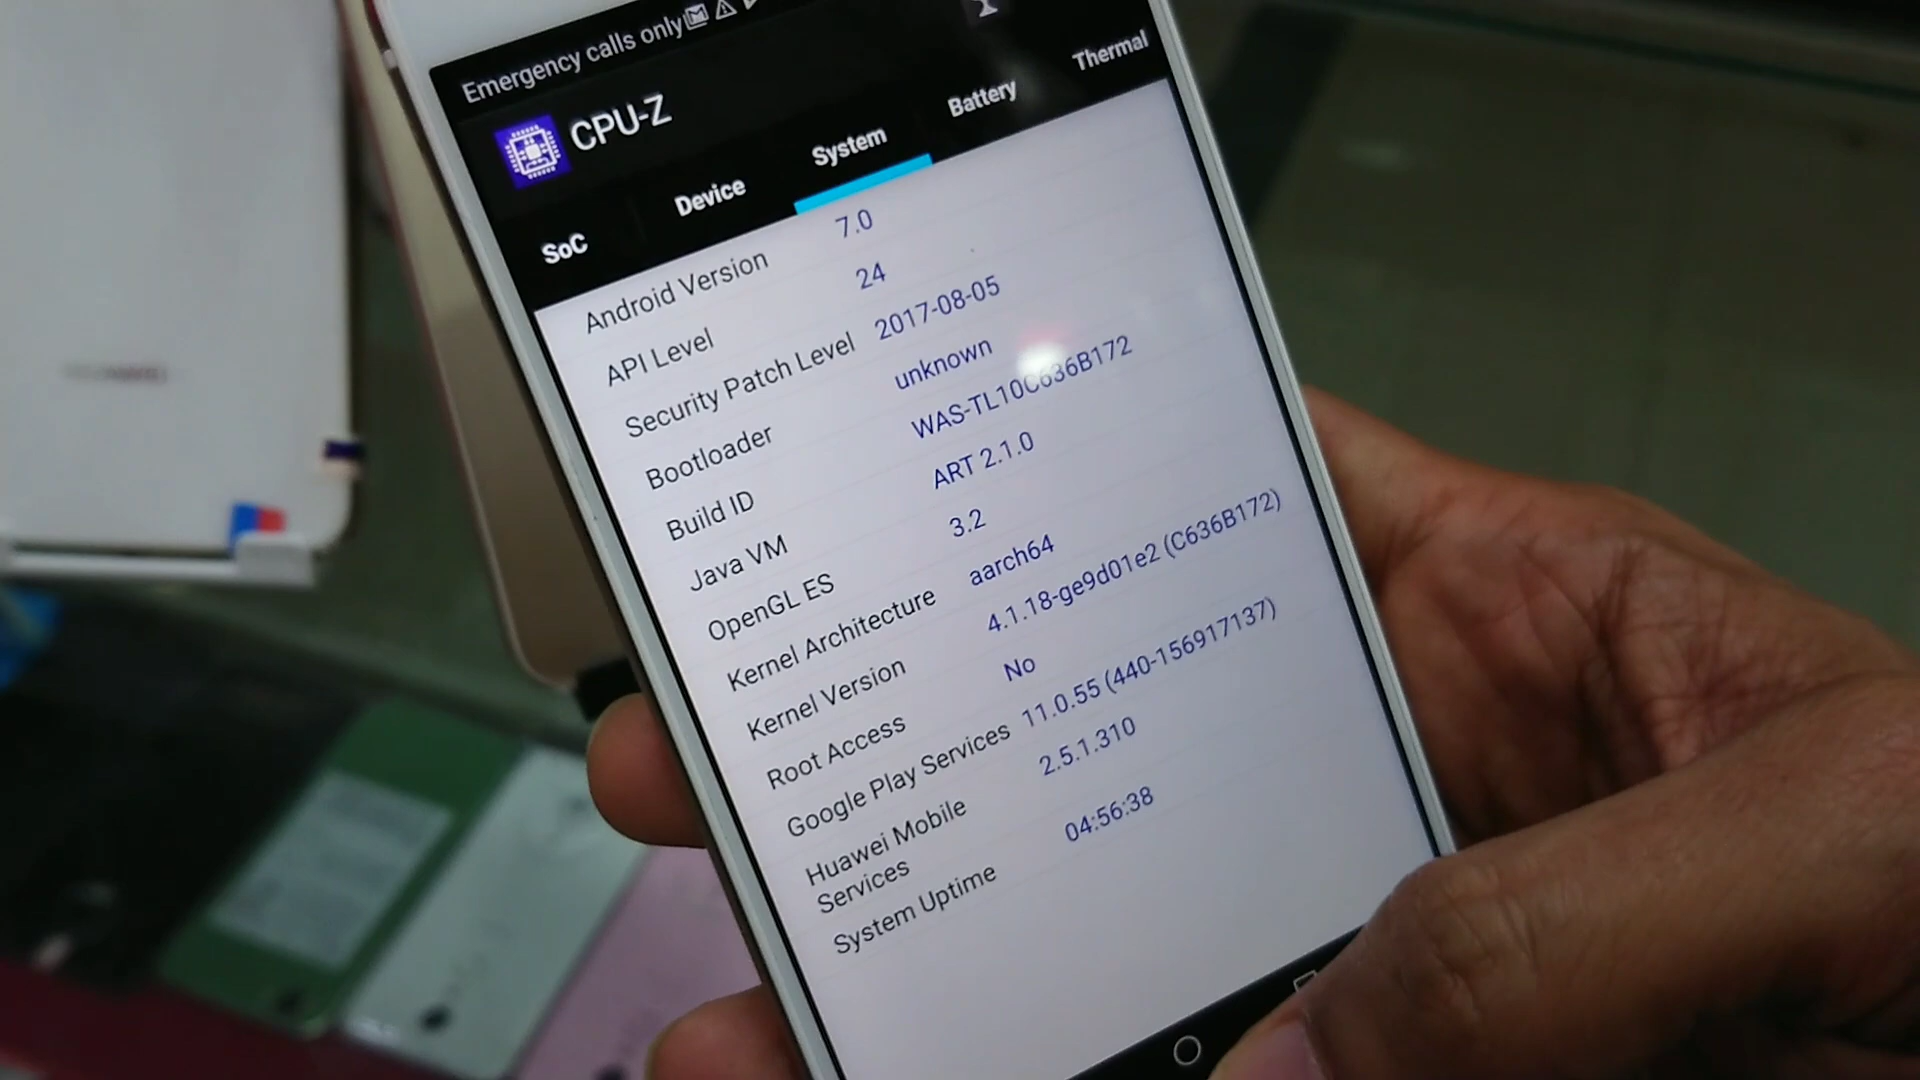 Emergency calls only
CPU-Z
SoC Device System Battery Thermal
Android Version 7.0
API Level 24
Security Patch Level 2017-08-05
Bootloader unknown
Build ID WAS-TL10C636B172
Java VM ART 2.1.0
OpenGL ES 3.2
Kernel Architecture aarch64
Kernel Version 4.1.18-ge9d01e2 (C636B172)
Root Access No
Google Play Services 11.0.55 (440-156917137)
Huawei Mobile Services 2.5.1.310
System Uptime 04:56:38